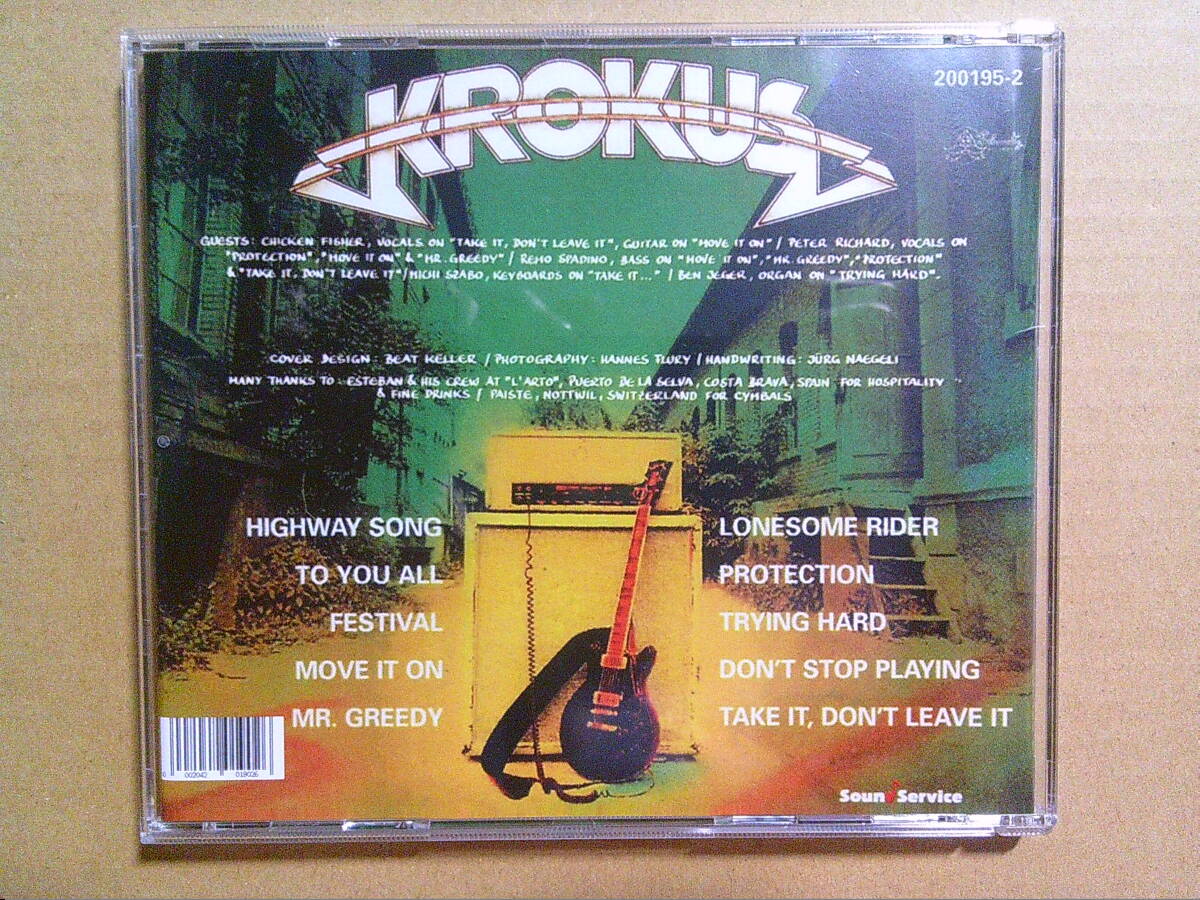 KROKUS
200195-2
GUESTS: CHICKEN FISHER, VOCALS ON "TAKE IT, DON'T LEAVE IT", GUITAR ON "MOVE IT ON" / PETER RICHARD, VOCALS ON
"PROTECTION", "MOVE IT ON" & "MR. GREEDY" / REMO SPADINO, BASS ON "MOVE IT ON", "MR. GREEDY", "PROTECTION"
& "TAKE IT, DON'T LEAVE IT" / MICHI SZABO, KEYBOARDS ON "TAKE IT..." / BEN JEGER, ORGAN ON "TRYING HARD".
COVER DESIGN: BEAT KELLER / PHOTOGRAPHY: HANNES FLURY / HANDWRITING: JÜRG NAEGELI
MANY THANKS TO: ESTEBAN & HIS CREW AT "L'ARTO", PUERTO DE LA SELVA, COSTA BRAVA, SPAIN FOR HOSPITALITY
& FINE DRINKS / PAISTE, NOTTWIL, SWITZERLAND FOR CYMBALS
HIGHWAY SONG
TO YOU ALL
FESTIVAL
MOVE IT ON
MR. GREEDY
LONESOME RIDER
PROTECTION
TRYING HARD
DON'T STOP PLAYING
TAKE IT, DON'T LEAVE IT
6 002042 019026
Sound Service